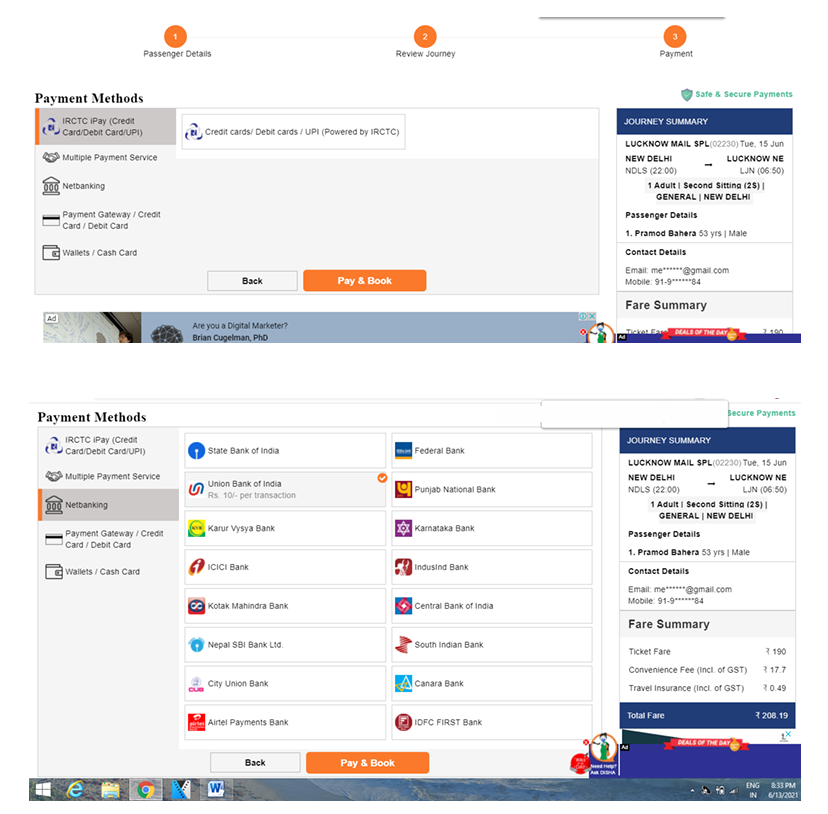 1
2
3
Passenger Details
Review Journey
Payment
Payment Methods
Safe & Secure Payments
IRCTC iPay (Credit
Card/Debit Card/UPI)
Multiple Payment Service
Netbanking
Payment Gateway / Credit
Card / Debit Card
Wallets / Cash Card
Credit cards/ Debit cards / UPI (Powered by IRCTC)
Back
Pay & Book
JOURNEY SUMMARY
LUCKNOW MAIL SPL(02230) Tue, 15 Jun
NEW DELHI → LUCKNOW NE
NDLS (22:00) LJN (06:50)
1 Adult | Second Sitting (2S) |
GENERAL | NEW DELHI
Passenger Details
1. Pramod Bahera 53 yrs | Male
Contact Details
Email: me******@gmail.com
Mobile: 91-9******84
Fare Summary
Ticket Fare ₹ 190
DEALS OF THE DAY
Ad
Ad
Are you a Digital Marketer?
Brian Cugelman, PhD
Payment Methods
Secure Payments
IRCTC iPay (Credit
Card/Debit Card/UPI)
Multiple Payment Service
Netbanking
Payment Gateway / Credit
Card / Debit Card
Wallets / Cash Card
State Bank of India
Federal Bank
Union Bank of India
Rs. 10/- per transaction
Punjab National Bank
KVB
Karur Vysya Bank
Karnataka Bank
ICICI Bank
IndusInd Bank
Kotak Mahindra Bank
Central Bank of India
Nepal SBI Bank Ltd.
South Indian Bank
CUB
City Union Bank
Canara Bank
airtel
Airtel Payments Bank
IDFC FIRST Bank
Back
Pay & Book
JOURNEY SUMMARY
LUCKNOW MAIL SPL(02230) Tue, 15 Jun
NEW DELHI → LUCKNOW NE
NDLS (22:00) LJN (06:50)
1 Adult | Second Sitting (2S) |
GENERAL | NEW DELHI
Passenger Details
1. Pramod Bahera 53 yrs | Male
Contact Details
Email: me******@gmail.com
Mobile: 91-9******84
Fare Summary
Ticket Fare ₹ 190
Convenience Fee (Incl. of GST) ₹ 17.7
Travel Insurance (Incl. of GST) ₹ 0.49
Total Fare ₹ 208.19
DEALS OF THE DAY
Ad
Need Help?
Ask DISHA
ENG
IN
8:33 PM
6/13/2021